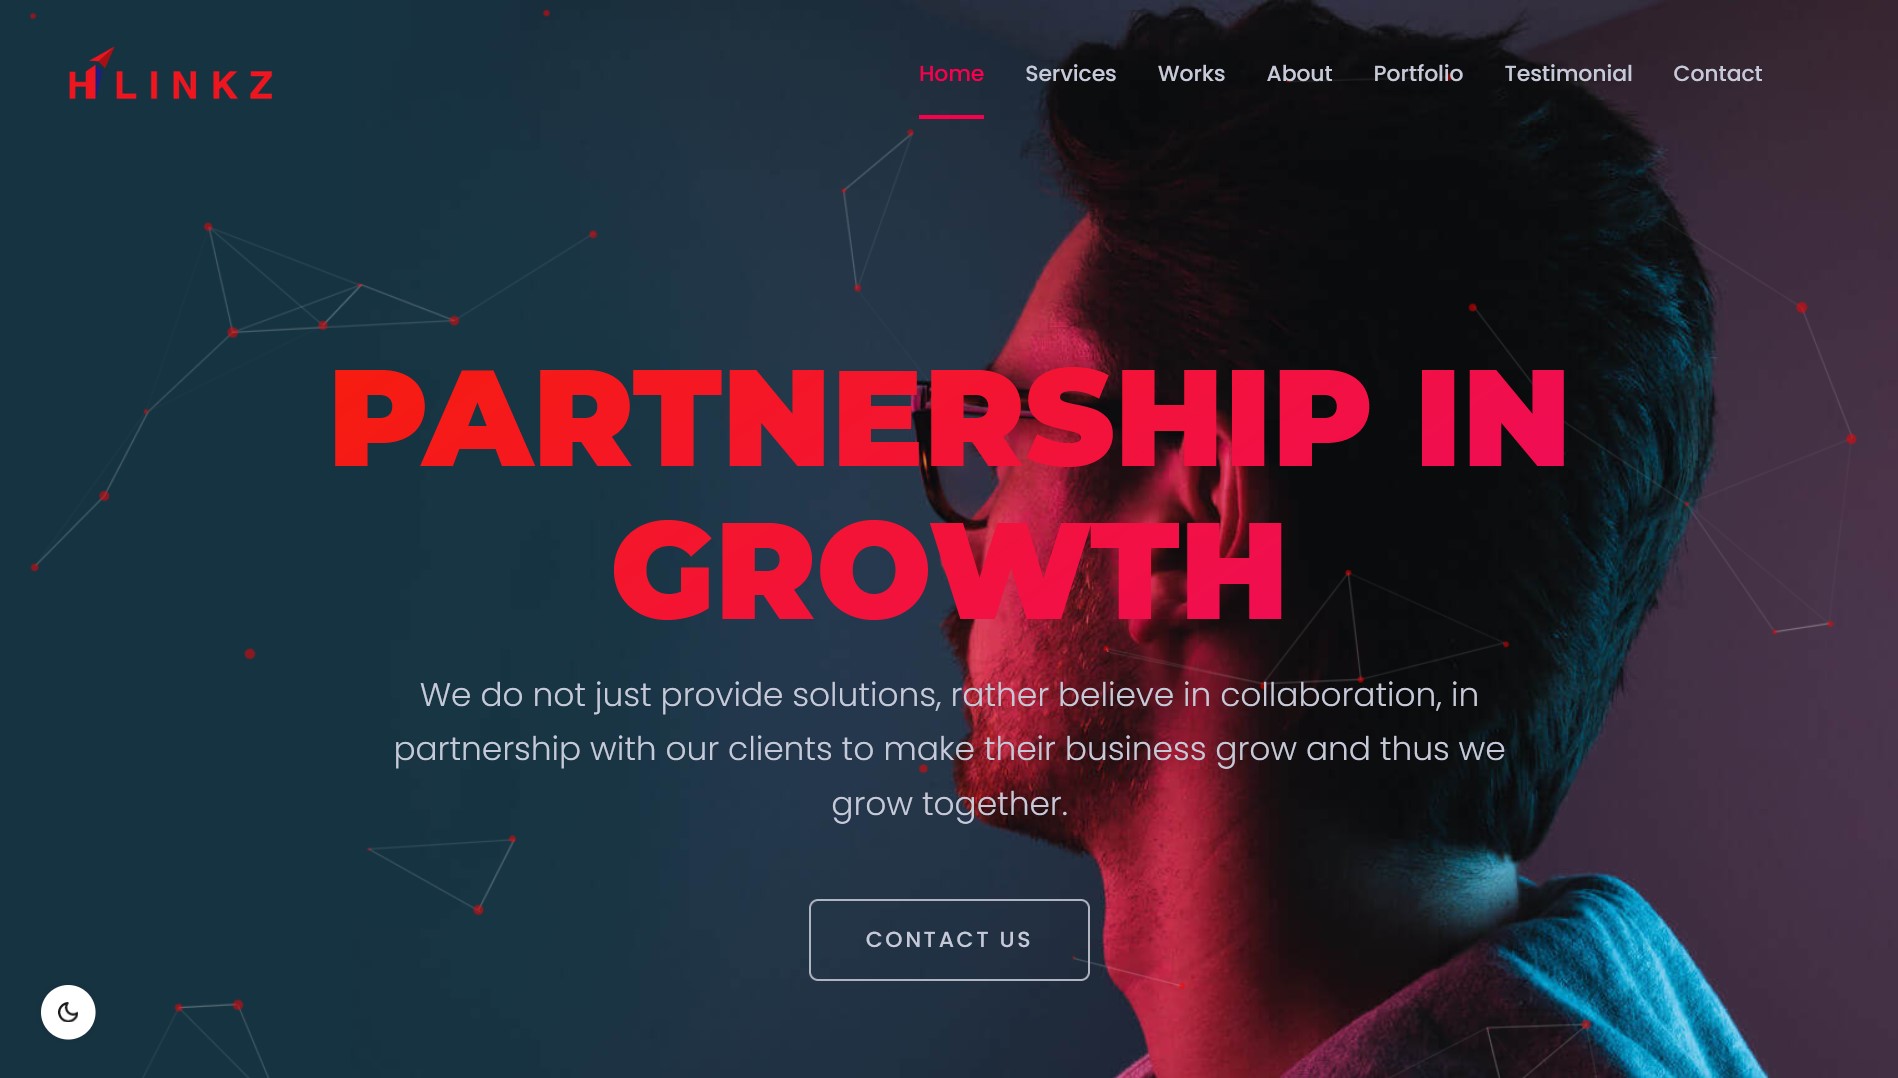 HiLINKZ
Home Services Works About Portfolio Testimonial Contact
PARTNERSHIP IN
GROWTH
We do not just provide solutions, rather believe in collaboration, in
partnership with our clients to make their business grow and thus we
grow together.
CONTACT US